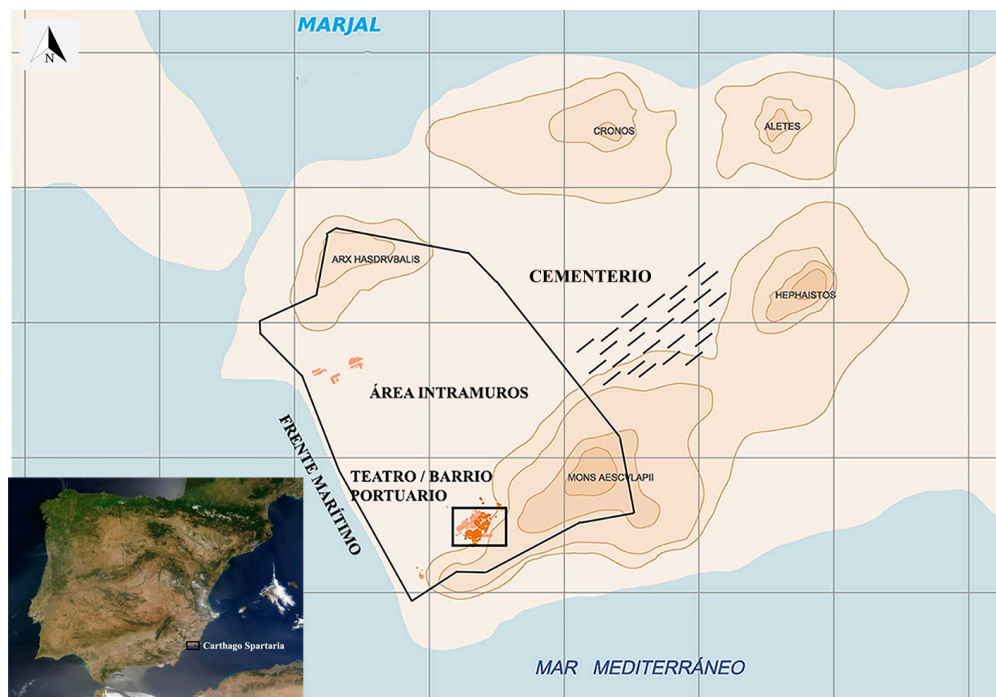 MARJAL
N
CRONOS
ALETES
ARX HASDRVBALIS
CEMENTERIO
HEPHAISTOS
ÁREA INTRAMUROS
FRENTE MARÍTIMO
TEATRO / BARRIO
PORTUARIO
MONS AESCVLAPII
Carthago Spartaria
MAR MEDITERRÁNEO